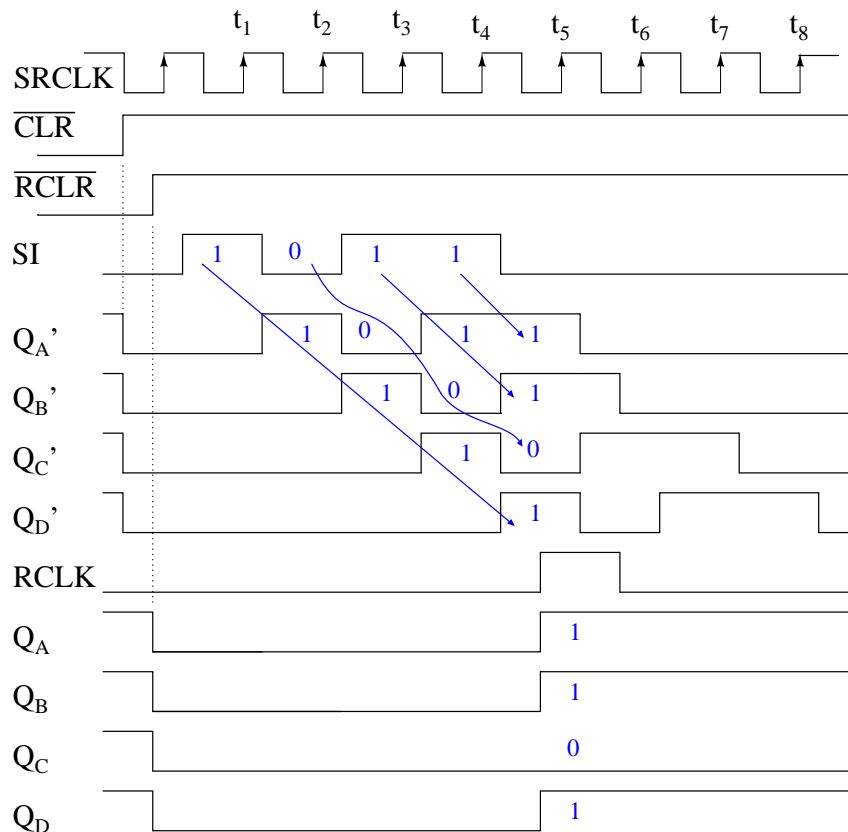 t1 t2 t3 t4 t5 t6 t7 t8
SRCLK
CLR
RCLR
SI 1 0 1 1
QA’ 1 0 1 1
QB’ 1 0 1
QC’ 1 0
QD’ 1
RCLK
QA 1
QB 1
QC 0
QD 1